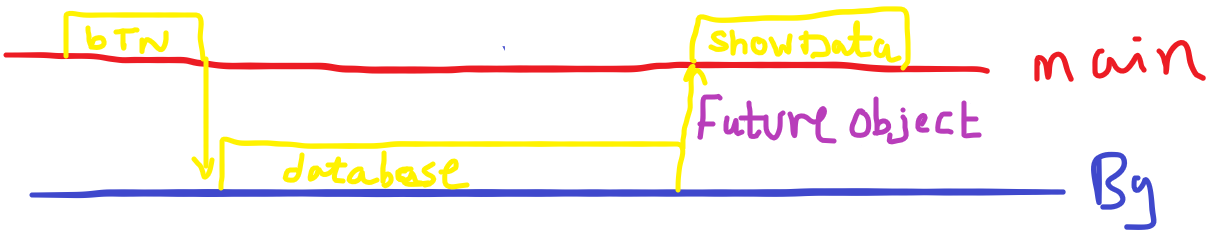 bTN
showData
main
Future object
database
Bg